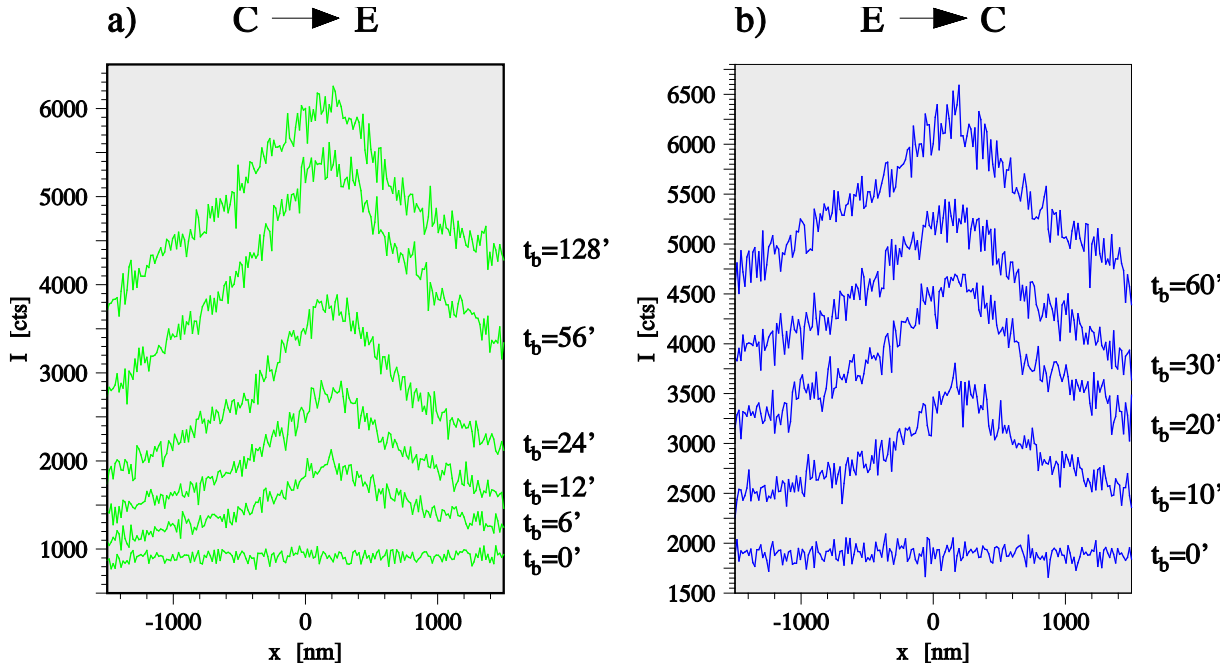 a) C E
6000
5000
4000
3000
2000
1000
I [cts]
-1000 0 1000
x [nm]
t_b=128'
t_b=56'
t_b=24'
t_b=12'
t_b=6'
t_b=0'
b) E C
6500
6000
5500
5000
4500
4000
3500
3000
2500
2000
1500
I [cts]
-1000 0 1000
x [nm]
t_b=60'
t_b=30'
t_b=20'
t_b=10'
t_b=0'